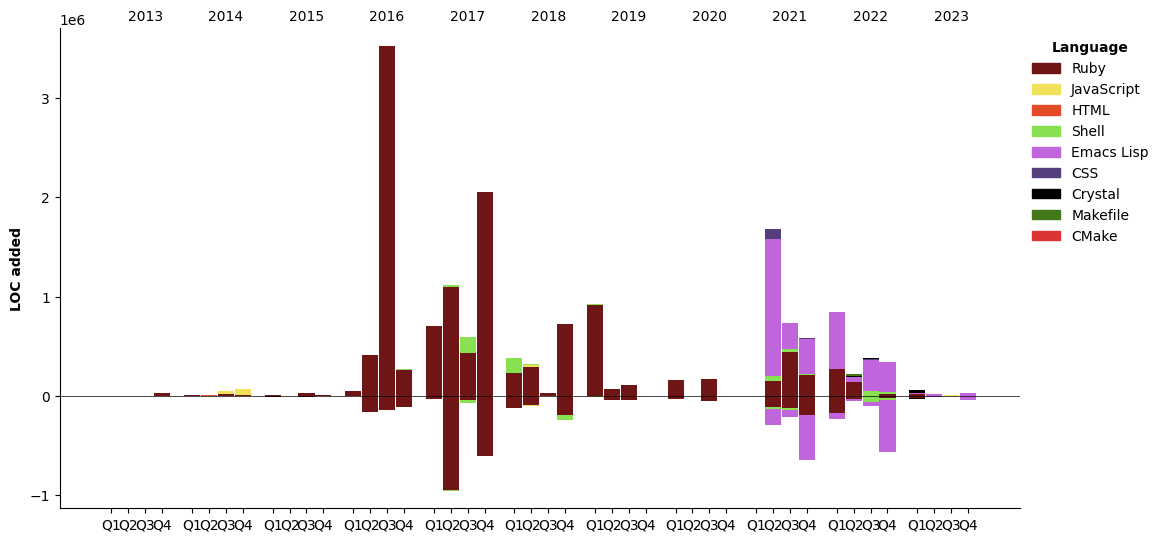 2013 2014 2015 2016 2017 2018 2019 2020 2021 2022 2023
1e6
Language
Ruby
JavaScript
HTML
Shell
Emacs Lisp
CSS
Crystal
Makefile
CMake
LOC added
3
2
1
0
−1
Q1Q2Q3Q4 Q1Q2Q3Q4 Q1Q2Q3Q4 Q1Q2Q3Q4 Q1Q2Q3Q4 Q1Q2Q3Q4 Q1Q2Q3Q4 Q1Q2Q3Q4 Q1Q2Q3Q4 Q1Q2Q3Q4 Q1Q2Q3Q4